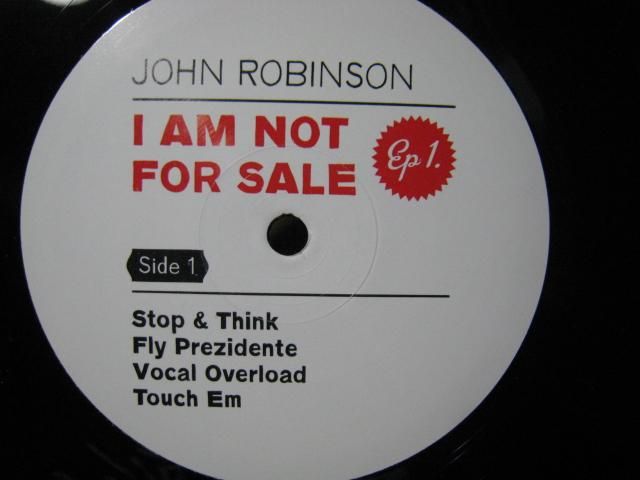 JOHN ROBINSON
I AM NOT
FOR SALE
Ep 1.
Side 1
Stop & Think
Fly Prezidente
Vocal Overload
Touch Em